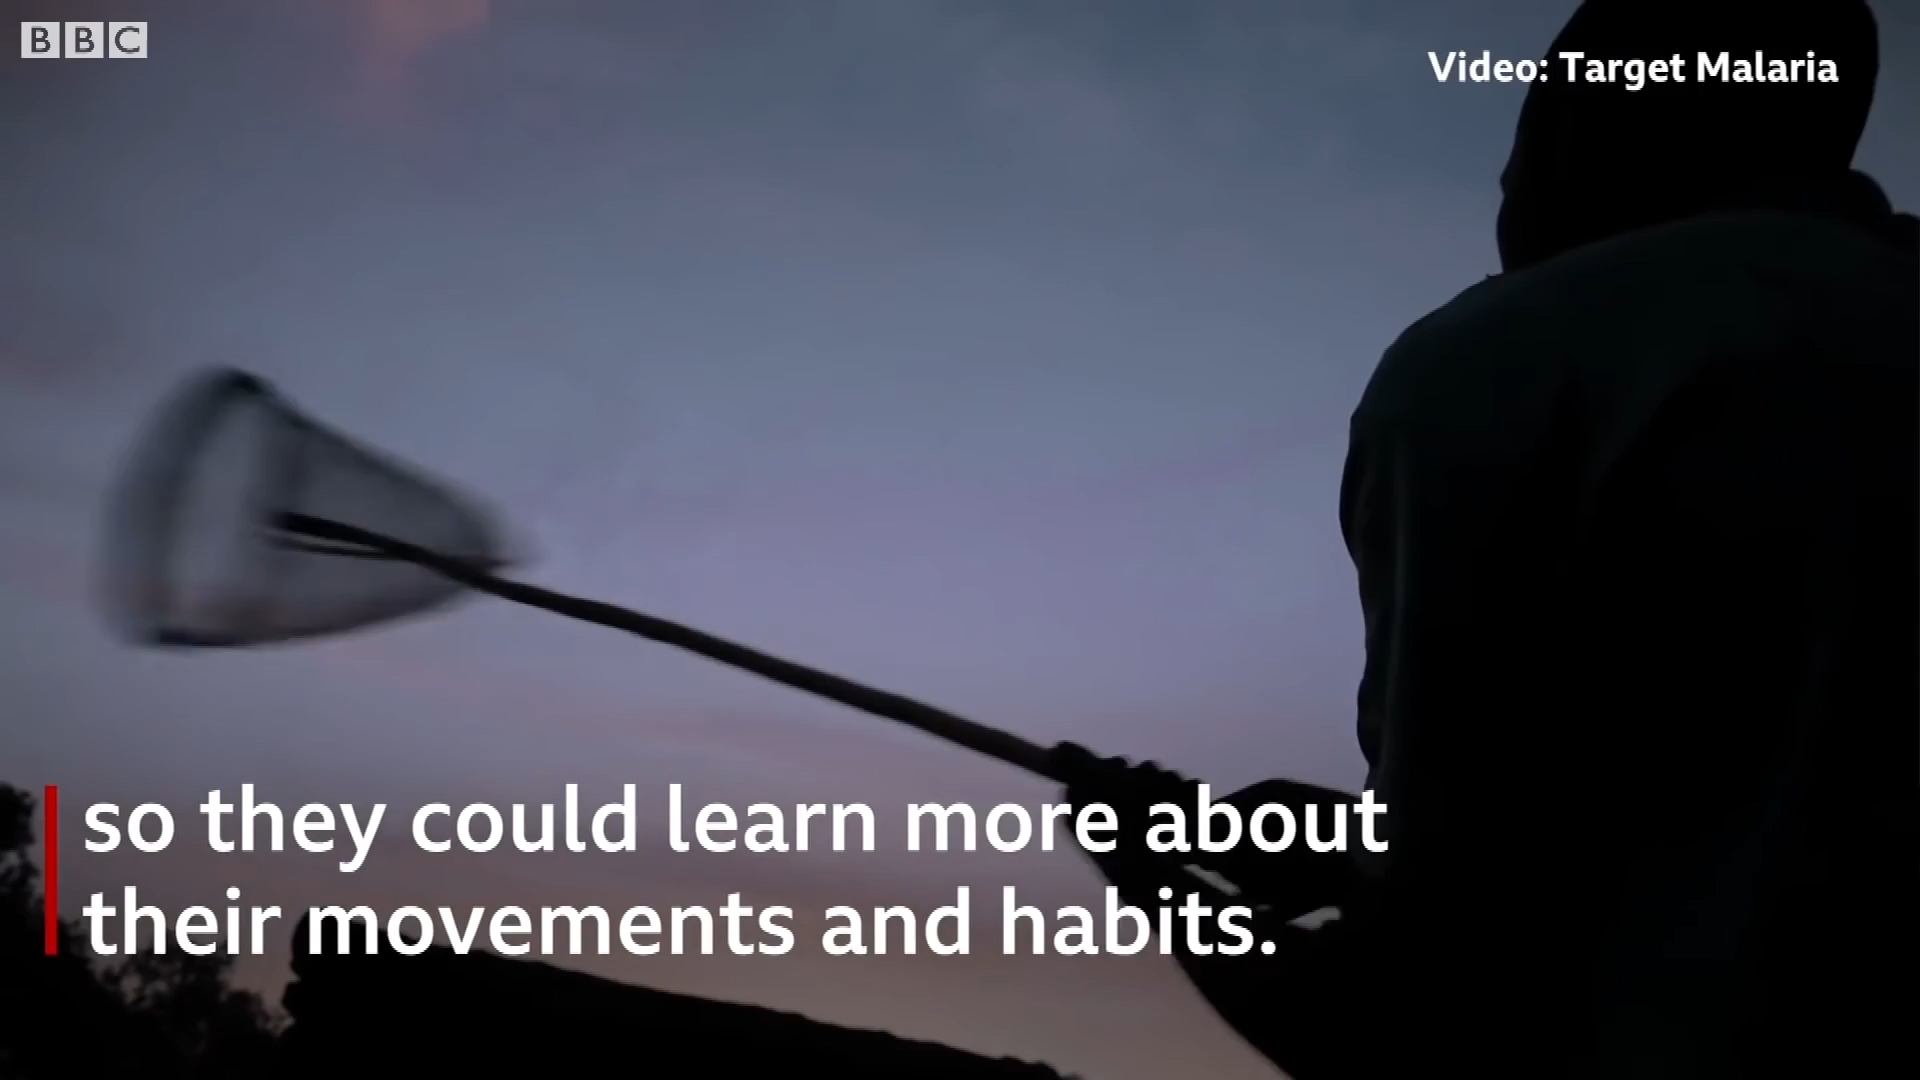 BBC
Video: Target Malaria
so they could learn more about
their movements and habits.